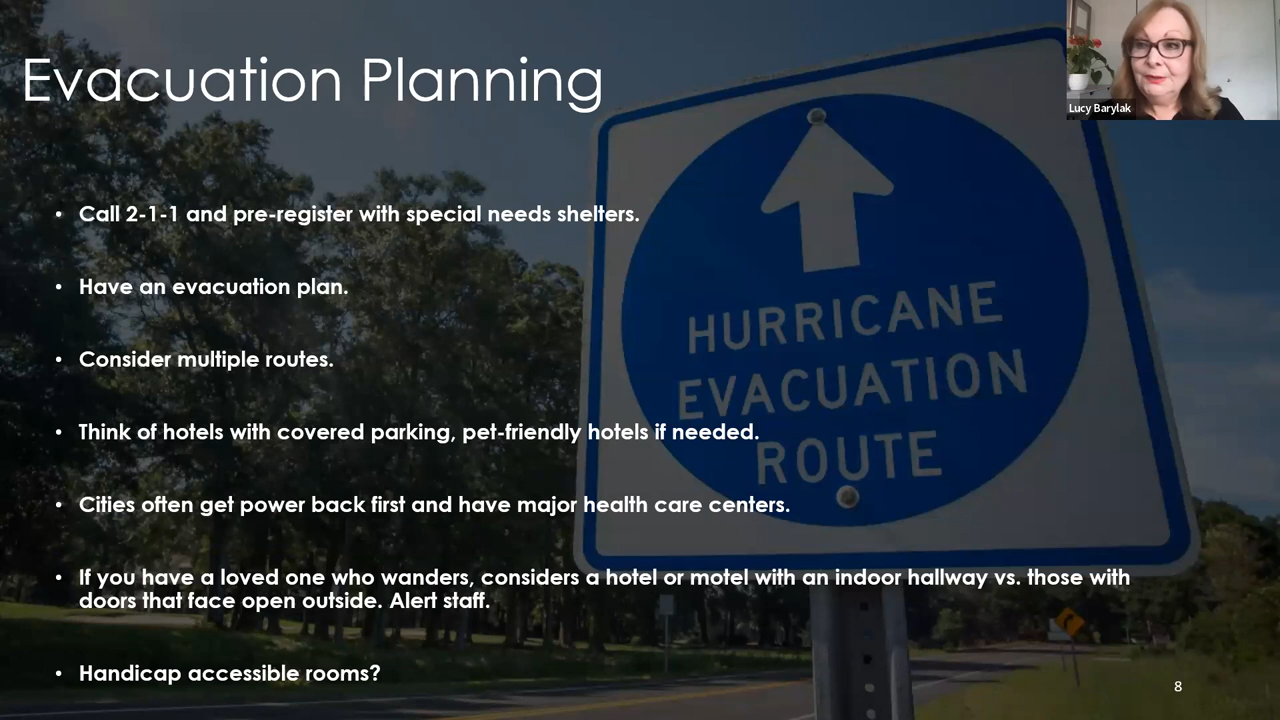 Evacuation Planning
Lucy Barylak
• Call 2-1-1 and pre-register with special needs shelters.
• Have an evacuation plan.
• Consider multiple routes.
• Think of hotels with covered parking, pet-friendly hotels if needed.
• Cities often get power back first and have major health care centers.
• If you have a loved one who wanders, considers a hotel or motel with an indoor hallway vs. those with
doors that face open outside. Alert staff.
• Handicap accessible rooms?
HURRICANE
EVACUATION
ROUTE
8